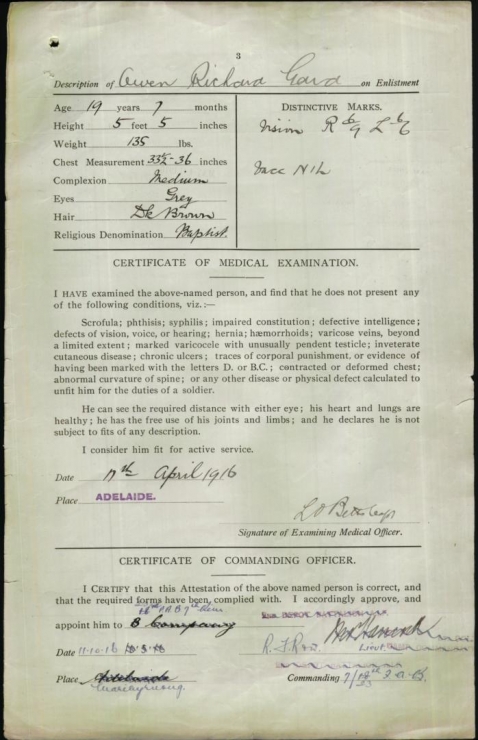 3
Description of Owen Richard Gard on Enlistment
Age 19 years 7 months
Height 5 feet 5 inches
Weight 135 lbs.
Chest Measurement 33½-36 inches
Complexion Medium
Eyes Grey
Hair Dk Brown
Religious Denomination Baptist.
DISTINCTIVE MARKS.
Vision R 6/9 L 6/6
Vacc NIL
CERTIFICATE OF MEDICAL EXAMINATION.
I HAVE examined the above-named person, and find that he does not present any
of the following conditions, viz.:—
Scrofula; phthisis; syphilis; impaired constitution; defective intelligence;
defects of vision, voice, or hearing; hernia; hæmorrhoids; varicose veins, beyond
a limited extent; marked varicocele with unusually pendent testicle; inveterate
cutaneous disease; chronic ulcers; traces of corporal punishment, or evidence of
having been marked with the letters D. or B.C.; contracted or deformed chest;
abnormal curvature of spine; or any other disease or physical defect calculated to
unfit him for the duties of a soldier.
He can see the required distance with either eye; his heart and lungs are
healthy; he has the free use of his joints and limbs; and he declares he is not
subject to fits of any description.
I consider him fit for active service.
Date April 1916
Place ADELAIDE.
Signature of Examining Medical Officer.
CERTIFICATE OF COMMANDING OFFICER.
I CERTIFY that this Attestation of the above named person is correct, and
that the required forms have been complied with. I accordingly approve, and
appoint him to B Company
Date 11-10-16
Lieut.
Place Adelaide
Commanding